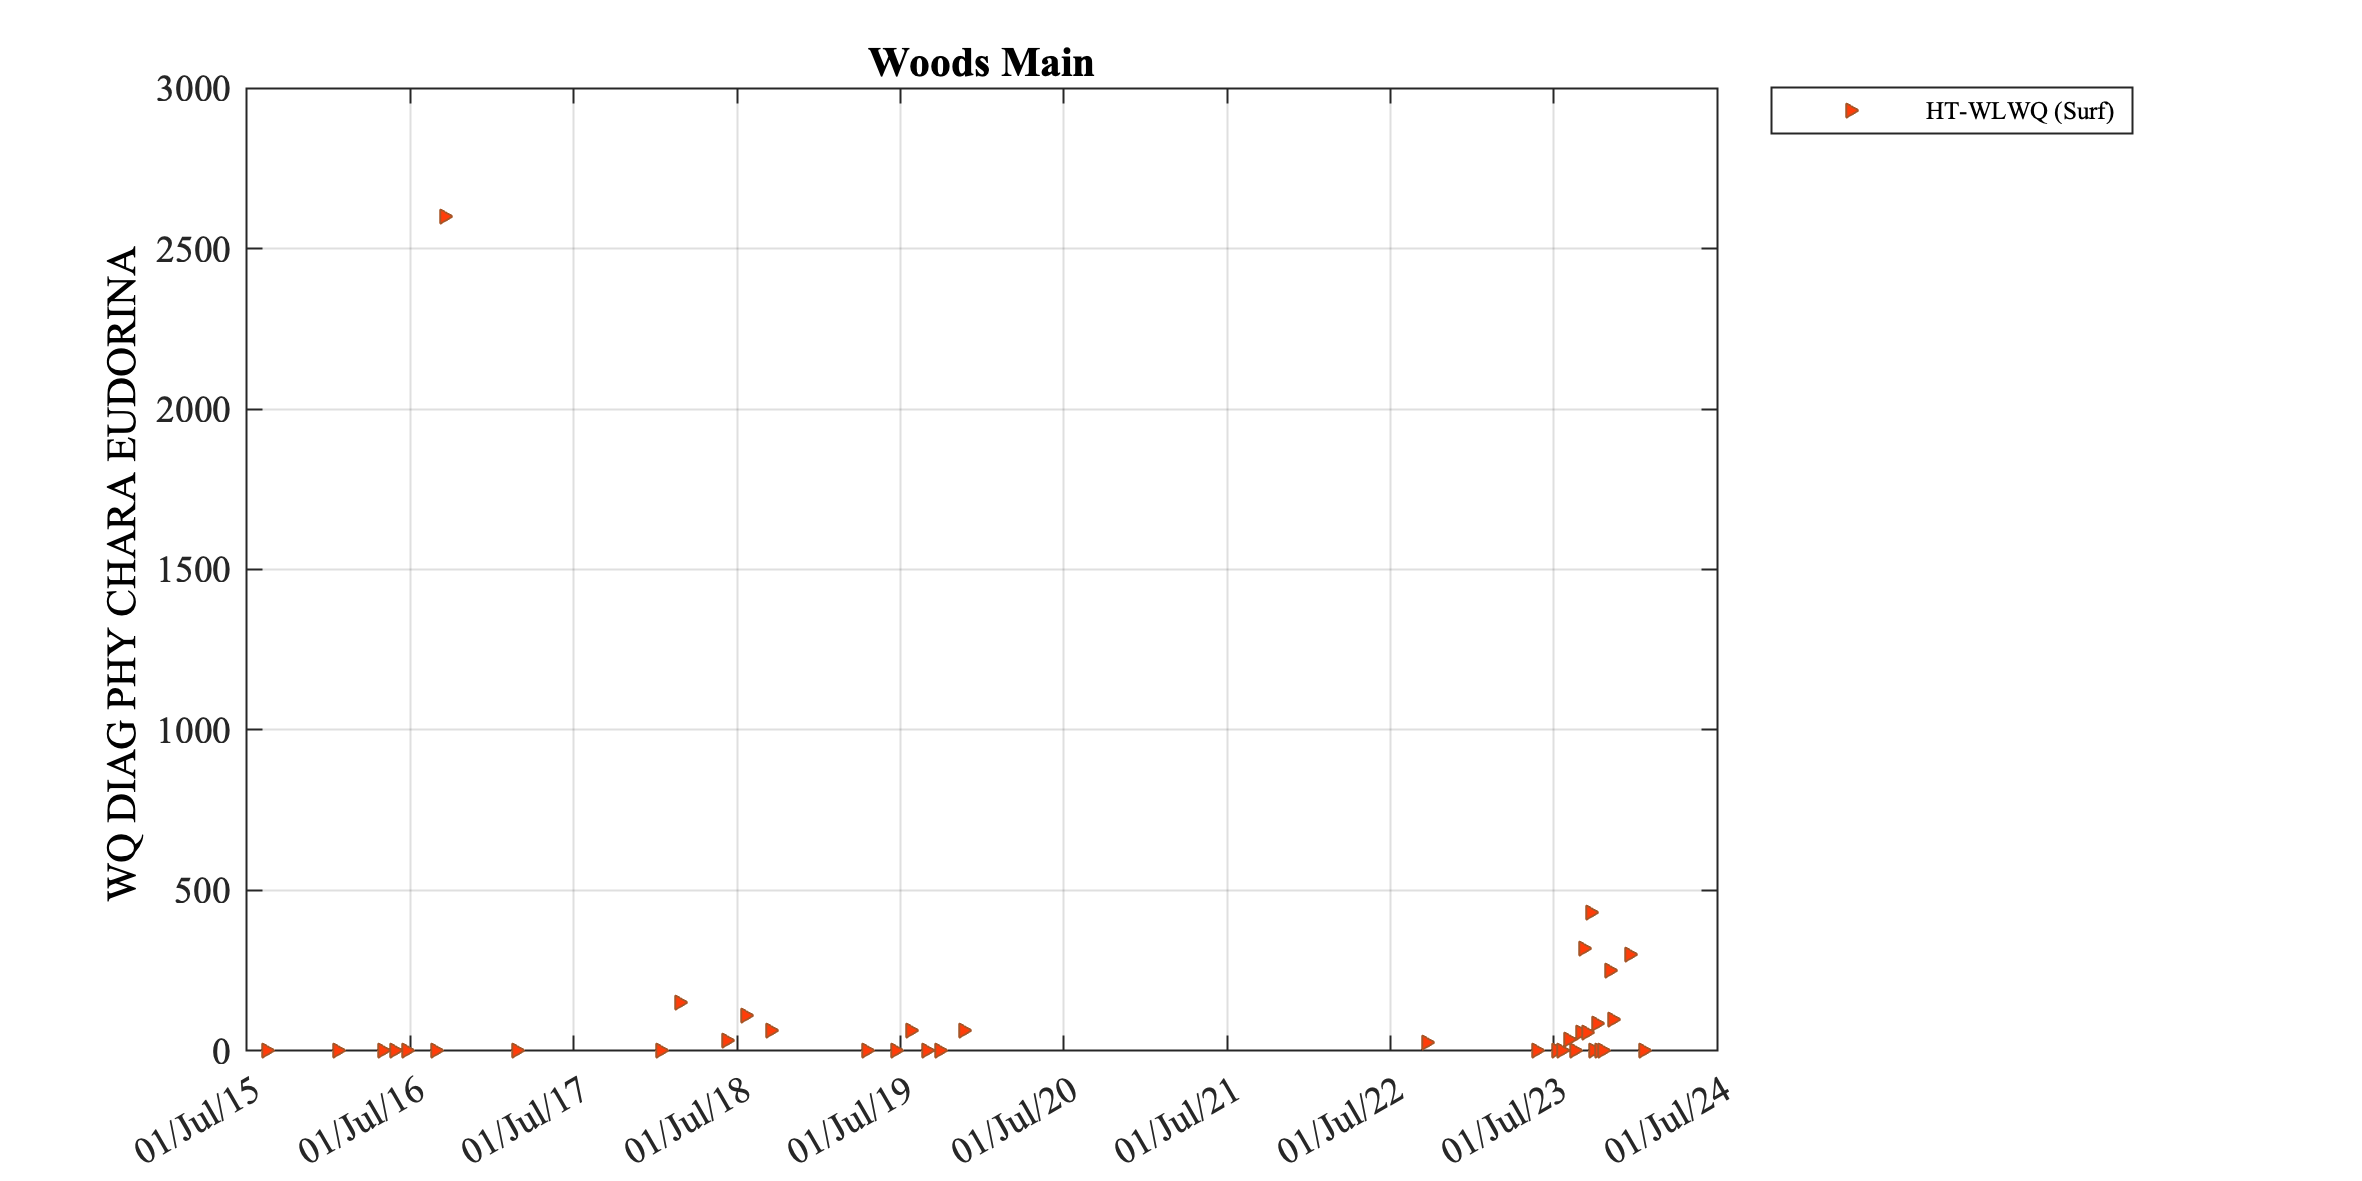 Woods Main
HT-WLWQ (Surf)
WQ DIAG PHY CHARA EUDORINA
3000
2500
2000
1500
1000
500
0
01/Jul/15
01/Jul/16
01/Jul/17
01/Jul/18
01/Jul/19
01/Jul/20
01/Jul/21
01/Jul/22
01/Jul/23
01/Jul/24